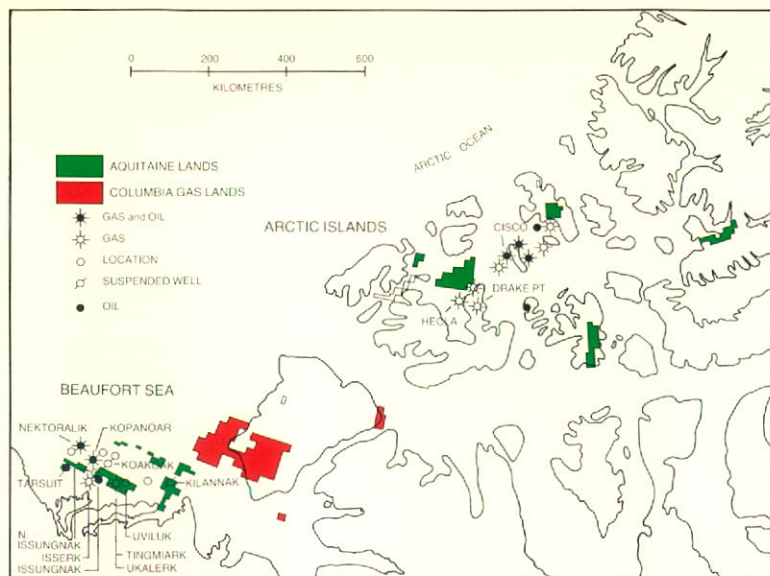 0 200 400 600
KILOMETRES
ARCTIC OCEAN
AQUITAINE LANDS
COLUMBIA GAS LANDS
GAS and OIL
GAS
LOCATION
SUSPENDED WELL
OIL
ARCTIC ISLANDS
CISCO
DRAKE PT
HECLA
BEAUFORT SEA
NEKTORALIK
KOPANOAR
KOAKOAK
TARSUIT
KILANNAK
N.
ISSUNGNAK
ISSERK
ISSUNGNAK
UVILUK
TINGMIARK
UKALERK